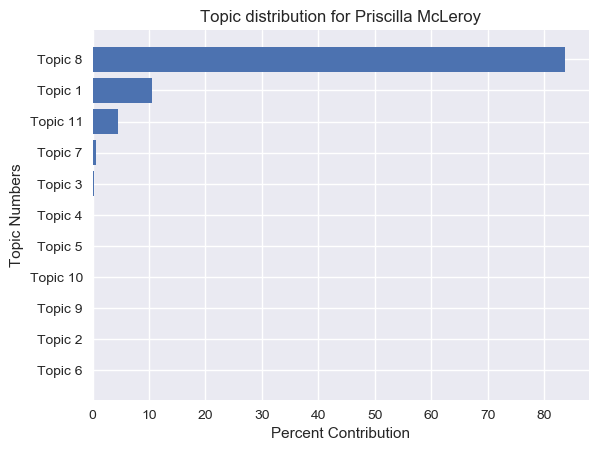 Topic distribution for Priscilla McLeroy
Topic 8
Topic 1
Topic 11
Topic 7
Topic 3
Topic 4
Topic 5
Topic 10
Topic 9
Topic 2
Topic 6
Topic Numbers
0 10 20 30 40 50 60 70 80
Percent Contribution